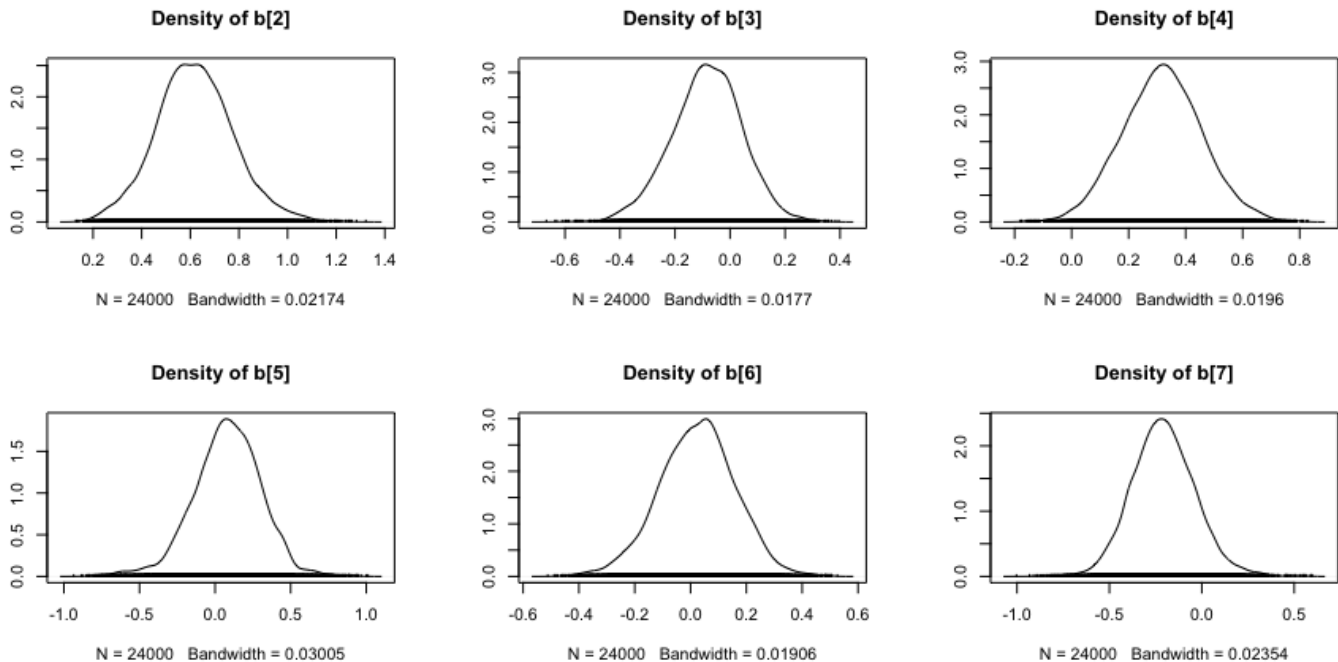 Density of b[2] Density of b[3] Density of b[4]
0.0 1.0 2.0
0.2 0.4 0.6 0.8 1.0 1.2 1.4
0.0 1.0 2.0 3.0
-0.6 -0.4 -0.2 0.0 0.2 0.4
0.0 1.0 2.0 3.0
-0.2 0.0 0.2 0.4 0.6 0.8
N = 24000 Bandwidth = 0.02174 N = 24000 Bandwidth = 0.0177 N = 24000 Bandwidth = 0.0196
Density of b[5] Density of b[6] Density of b[7]
0.0 0.5 1.0 1.5
-1.0 -0.5 0.0 0.5 1.0
0.0 1.0 2.0 3.0
-0.6 -0.4 -0.2 0.0 0.2 0.4 0.6
0.0 1.0 2.0
-1.0 -0.5 0.0 0.5
N = 24000 Bandwidth = 0.03005 N = 24000 Bandwidth = 0.01906 N = 24000 Bandwidth = 0.02354